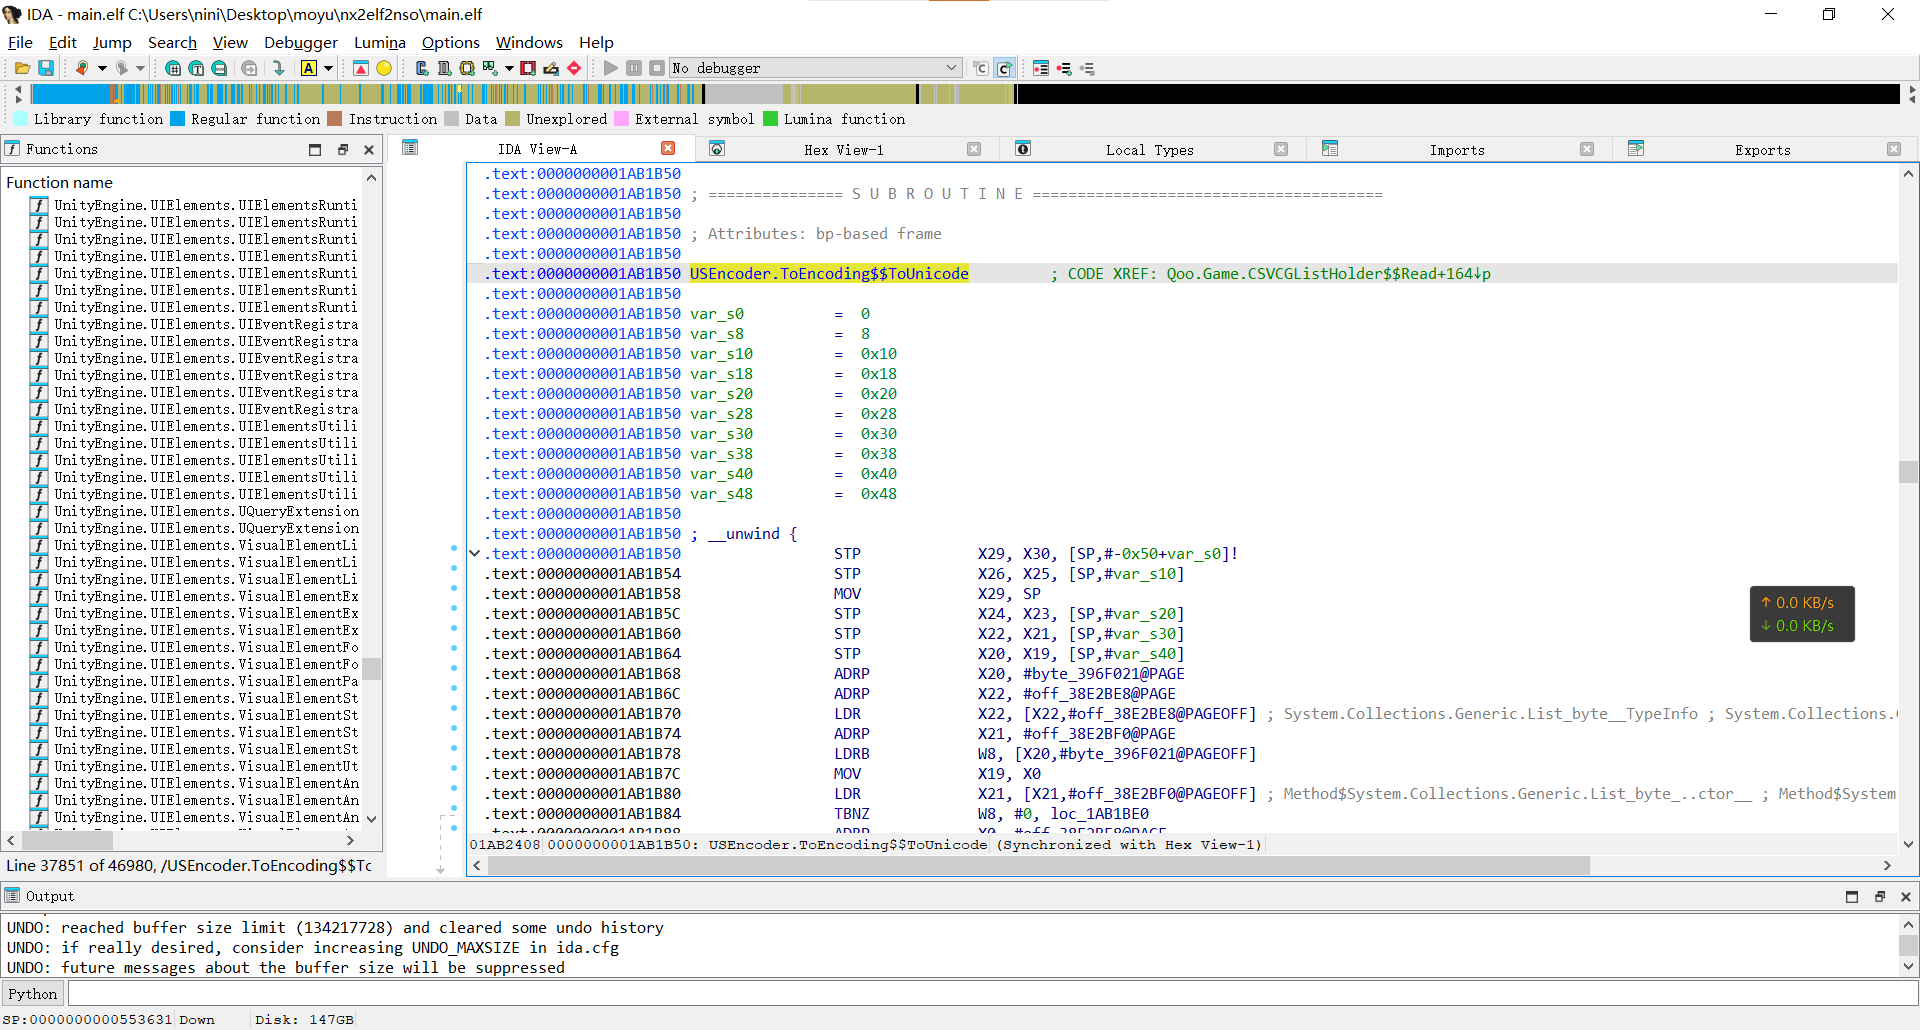 IDA - main.elf C:\Users\nini\Desktop\moyu\nx2elf2nso\main.elf
File Edit Jump Search View Debugger Lumina Options Windows Help
No debugger
Library function Regular function Instruction Data Unexplored External symbol Lumina function
Functions
IDA View-A Hex View-1 Local Types Imports Exports
Function name
UnityEngine.UIElements.UIElementsRunti
UnityEngine.UIElements.UIElementsRunti
UnityEngine.UIElements.UIElementsRunti
UnityEngine.UIElements.UIElementsRunti
UnityEngine.UIElements.UIElementsRunti
UnityEngine.UIElements.UIElementsRunti
UnityEngine.UIElements.UIElementsRunti
UnityEngine.UIElements.UIEventRegistra
UnityEngine.UIElements.UIEventRegistra
UnityEngine.UIElements.UIEventRegistra
UnityEngine.UIElements.UIEventRegistra
UnityEngine.UIElements.UIEventRegistra
UnityEngine.UIElements.UIEventRegistra
UnityEngine.UIElements.UIElementsUtili
UnityEngine.UIElements.UIElementsUtili
UnityEngine.UIElements.UIElementsUtili
UnityEngine.UIElements.UIElementsUtili
UnityEngine.UIElements.UIElementsUtili
UnityEngine.UIElements.UQueryExtension
UnityEngine.UIElements.UQueryExtension
UnityEngine.UIElements.VisualElementLi
UnityEngine.UIElements.VisualElementLi
UnityEngine.UIElements.VisualElementLi
UnityEngine.UIElements.VisualElementEx
UnityEngine.UIElements.VisualElementEx
UnityEngine.UIElements.VisualElementEx
UnityEngine.UIElements.VisualElementFo
UnityEngine.UIElements.VisualElementFo
UnityEngine.UIElements.VisualElementPa
UnityEngine.UIElements.VisualElementSt
UnityEngine.UIElements.VisualElementSt
UnityEngine.UIElements.VisualElementSt
UnityEngine.UIElements.VisualElementSt
UnityEngine.UIElements.VisualElementUt
UnityEngine.UIElements.VisualElementAn
UnityEngine.UIElements.VisualElementAn
UnityEngine.UIElements.VisualElementAn
Line 37851 of 46980, /USEncoder.ToEncoding$$Tc
.text:0000000001AB1B50
.text:0000000001AB1B50 ; =============== S U B R O U T I N E =======================================
.text:0000000001AB1B50
.text:0000000001AB1B50 ; Attributes: bp-based frame
.text:0000000001AB1B50
.text:0000000001AB1B50 USEncoder.ToEncoding$$ToUnicode ; CODE XREF: Qoo.Game.CSVCGListHolder$$Read+164↓p
.text:0000000001AB1B50
.text:0000000001AB1B50 var_s0 = 0
.text:0000000001AB1B50 var_s8 = 8
.text:0000000001AB1B50 var_s10 = 0x10
.text:0000000001AB1B50 var_s18 = 0x18
.text:0000000001AB1B50 var_s20 = 0x20
.text:0000000001AB1B50 var_s28 = 0x28
.text:0000000001AB1B50 var_s30 = 0x30
.text:0000000001AB1B50 var_s38 = 0x38
.text:0000000001AB1B50 var_s40 = 0x40
.text:0000000001AB1B50 var_s48 = 0x48
.text:0000000001AB1B50
.text:0000000001AB1B50 ; __unwind {
.text:0000000001AB1B50 STP X29, X30, [SP,#-0x50+var_s0]!
.text:0000000001AB1B54 STP X26, X25, [SP,#var_s10]
.text:0000000001AB1B58 MOV X29, SP
.text:0000000001AB1B5C STP X24, X23, [SP,#var_s20]
.text:0000000001AB1B60 STP X22, X21, [SP,#var_s30]
.text:0000000001AB1B64 STP X20, X19, [SP,#var_s40]
.text:0000000001AB1B68 ADRP X20, #byte_396F021@PAGE
.text:0000000001AB1B6C ADRP X22, #off_38E2BE8@PAGE
.text:0000000001AB1B70 LDR X22, [X22,#off_38E2BE8@PAGEOFF] ; System.Collections.Generic.List_byte__TypeInfo ; System.Collections.
.text:0000000001AB1B74 ADRP X21, #off_38E2BF0@PAGE
.text:0000000001AB1B78 LDRB W8, [X20,#byte_396F021@PAGEOFF]
.text:0000000001AB1B7C MOV X19, X0
.text:0000000001AB1B80 LDR X21, [X21,#off_38E2BF0@PAGEOFF] ; Method$System.Collections.Generic.List_byte_..ctor__ ; Method$System
.text:0000000001AB1B84 TBNZ W8, #0, loc_1AB1BE0
.text:0000000001AB1B88 ADRP X0, #off_38E2BE8@PAGE
01AB2408 0000000001AB1B50: USEncoder.ToEncoding$$ToUnicode (Synchronized with Hex View-1)
↑ 0.0 KB/s
↓ 0.0 KB/s
Output
UNDO: reached buffer size limit (134217728) and cleared some undo history
UNDO: if really desired, consider increasing UNDO_MAXSIZE in ida.cfg
UNDO: future messages about the buffer size will be suppressed
Python
SP:0000000000553631 Down Disk: 147GB